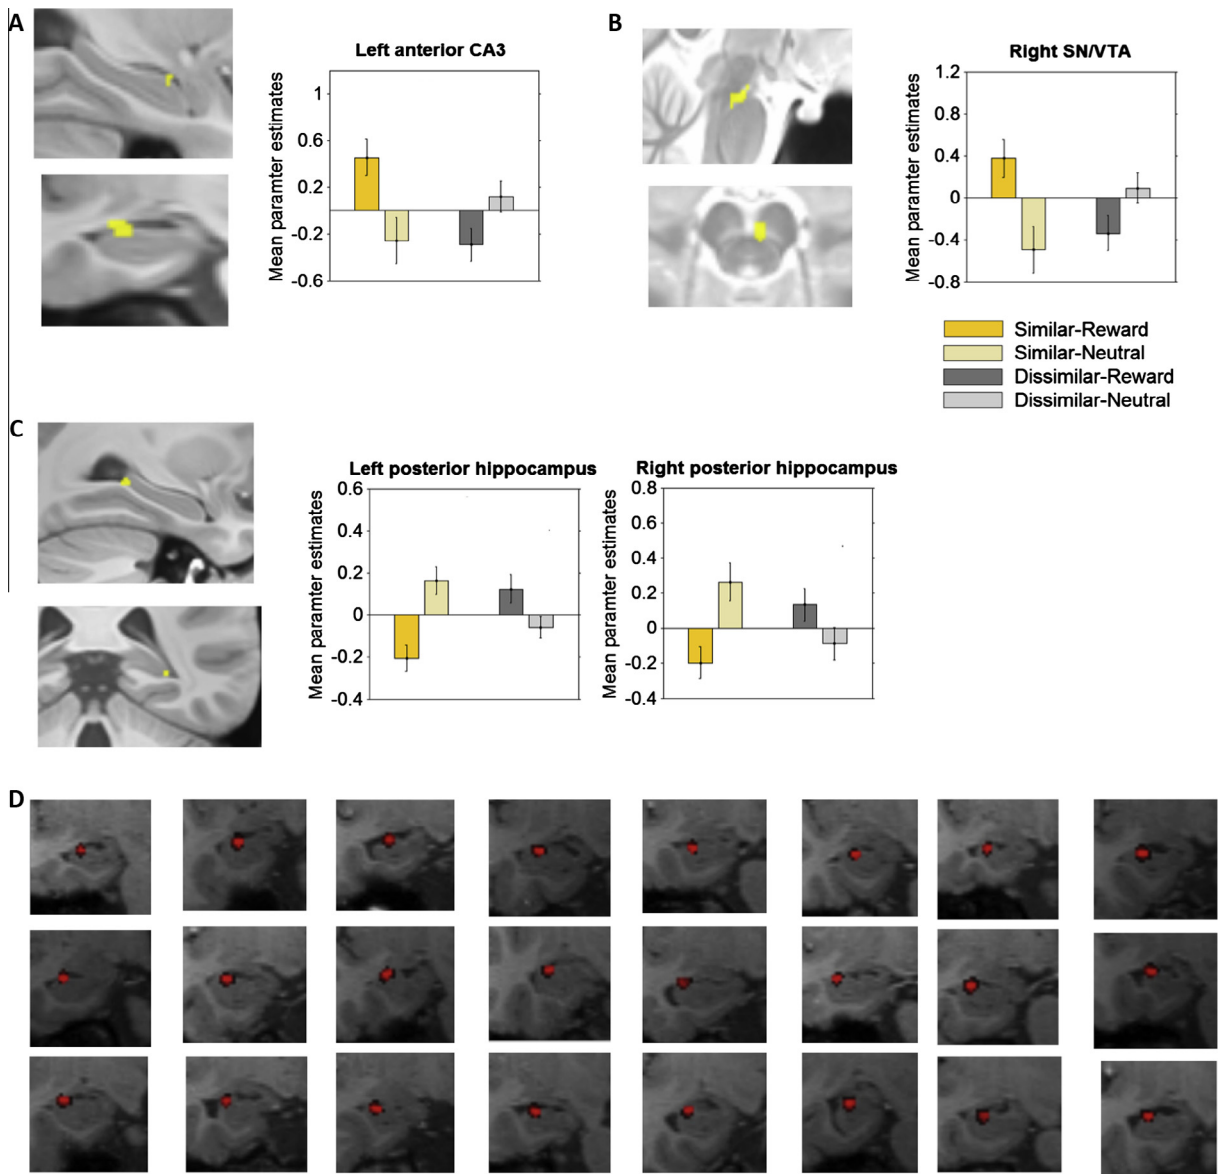 A
Left anterior CA3
Mean paramter estimates
1
0.6
0.2
-0.2
-0.6
B
Right SN/VTA
Mean paramter estimates
1.2
0.8
0.4
0
-0.4
-0.8
Similar-Reward
Similar-Neutral
Dissimilar-Reward
Dissimilar-Neutral
C
Left posterior hippocampus
Mean paramter estimates
0.6
0.4
0.2
0
-0.2
-0.4
Right posterior hippocampus
Mean paramter estimates
0.8
0.6
0.4
0.2
0
-0.2
-0.4
D